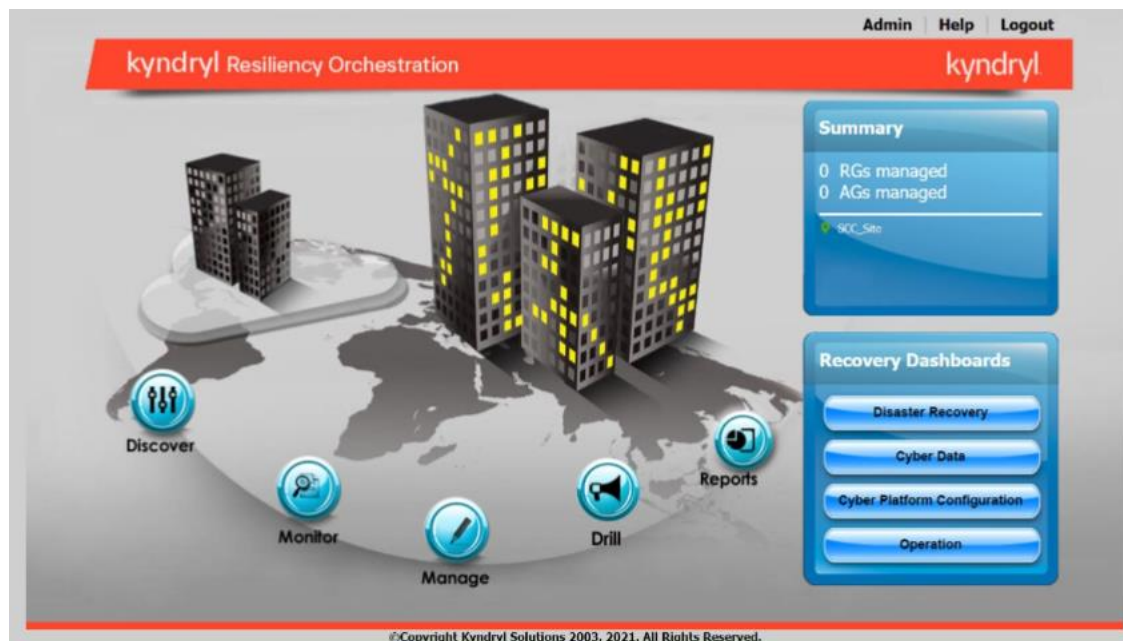 Admin Help Logout
kyndryl Resiliency Orchestration
kyndryl
Summary
0 RGs managed
0 AGs managed
SCC_Site
Recovery Dashboards
Disaster Recovery
Cyber Data
Cyber Platform Configuration
Operation
Discover
Monitor
Manage
Drill
Reports
©Copyright Kyndryl Solutions 2003, 2021. All Rights Reserved.